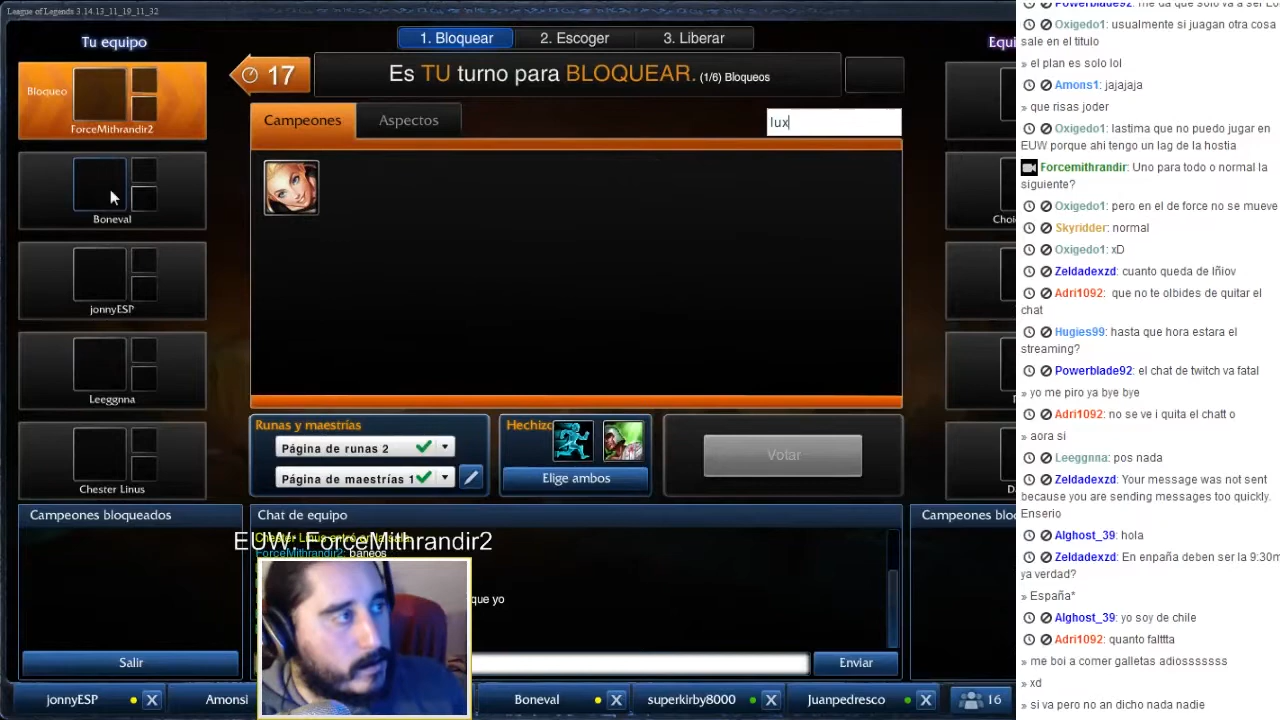 League of Legends 3.14.13_11_19_11_32
Tu equipo
1. Bloquear
2. Escoger
3. Liberar
Bloqueo
ForceMithrandir2
17
Es TU turno para BLOQUEAR. (1/6) Bloqueos
Campeones
Aspectos
lux
Boneval
jonnyESP
Leeggnna
Chester Linus
Runas y maestrías
Página de runas 2
Página de maestrías 1
Elige ambos
Votar
Campeones bloqueados
Chat de equipo
Chester Linus entró en la sala.
ForceMithrandir2: baneos
EUW: ForceMithrandir2
que yo
Salir
Enviar
jonnyESP
Amonsi
Boneval
superkirby8000
Juanpedresco
16
Oxigedo1: usualmente si juagan otra cosa
sale en el titulo
» el plan es solo lol
Amons1: jajajaja
» que risas joder
Oxigedo1: lastima que no puedo jugar en
EUW porque ahi tengo un lag de la hostia
Forcemithrandir: Uno para todo o normal la
siguiente?
Oxigedo1: pero en el de force no se mueve
Skyridder: normal
Oxigedo1: xD
Zeldadexzd: cuanto queda de lñiov
Adri1092: que no te olbides de quitar el
chat
Hugies99: hasta que hora estara el
streaming?
Powerblade92: el chat de twitch va fatal
» yo me piro ya bye bye
Adri1092: no se ve i quita el chatt o
» aora si
Leeggnna: pos nada
Zeldadexzd: Your message was not sent
because you are sending messages too quickly.
Enserio
Alghost_39: hola
Zeldadexzd: En enpaña deben ser la 9:30m
ya verdad?
» España*
Alghost_39: yo soy de chile
Adri1092: quanto falttta
» me boi a comer galletas adiosssssss
» xd
» si va pero no an dicho nada nadie